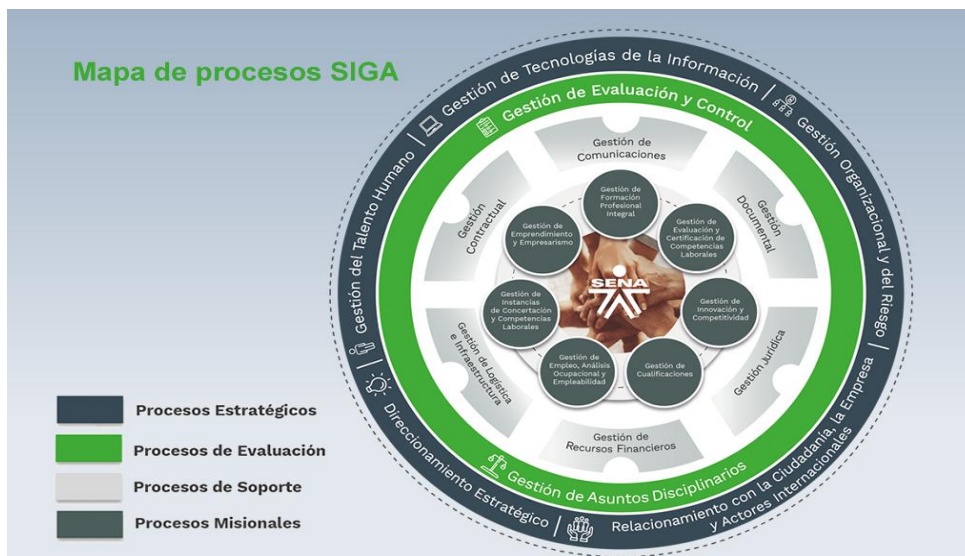 Mapa de procesos SIGA
Gestión de Tecnologías de la Información
Gestión Organizacional y del Riesgo
Relacionamiento con la Ciudadanía, la Empresa
y Actores Internacionales
Direccionamiento Estratégico
Gestión del Talento Humano
Gestión de Evaluación y Control
Gestión de Asuntos Disciplinarios
Gestión de
Comunicaciones
Gestión
Documental
Gestión Jurídica
Gestión de
Recursos Financieros
Gestión de Logística
e Infraestructura
Gestión
Contractual
Gestión de
Formación
Profesional
Integral
Gestión de
Evaluación y
Certificación de
Competencias
Laborales
Gestión de
Innovación y
Competitividad
Gestión de
Cualificaciones
Gestión de
Empleo, Análisis
Ocupacional y
Empleabilidad
Gestión de
Instancias
de Concertación
y Competencias
Laborales
Gestión de
Emprendimiento
y Empresarismo
SENA
Procesos Estratégicos
Procesos de Evaluación
Procesos de Soporte
Procesos Misionales